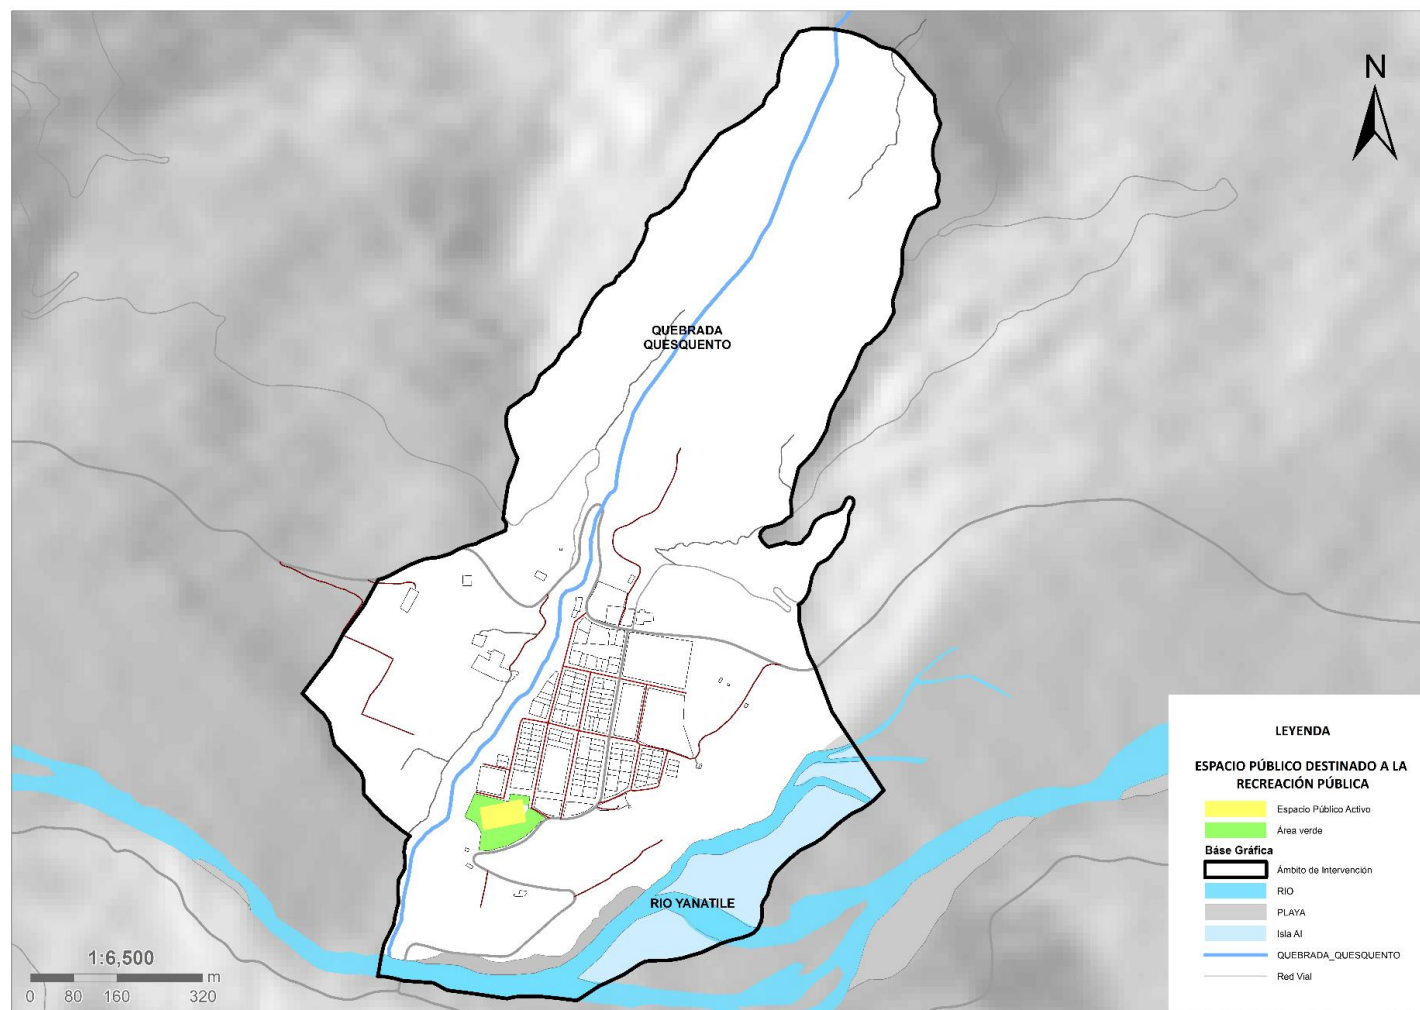 N
QUEBRADA
QUESQUENTO
RIO YANATILE
1:6,500
m
0 80 160 320
LEYENDA
ESPACIO PÚBLICO DESTINADO A LA
RECREACIÓN PÚBLICA
Espacio Público Activo
Área verde
Báse Gráfica
Ámbito de Intervención
RIO
PLAYA
Isla AI
QUEBRADA_QUESQUENTO
Red Vial